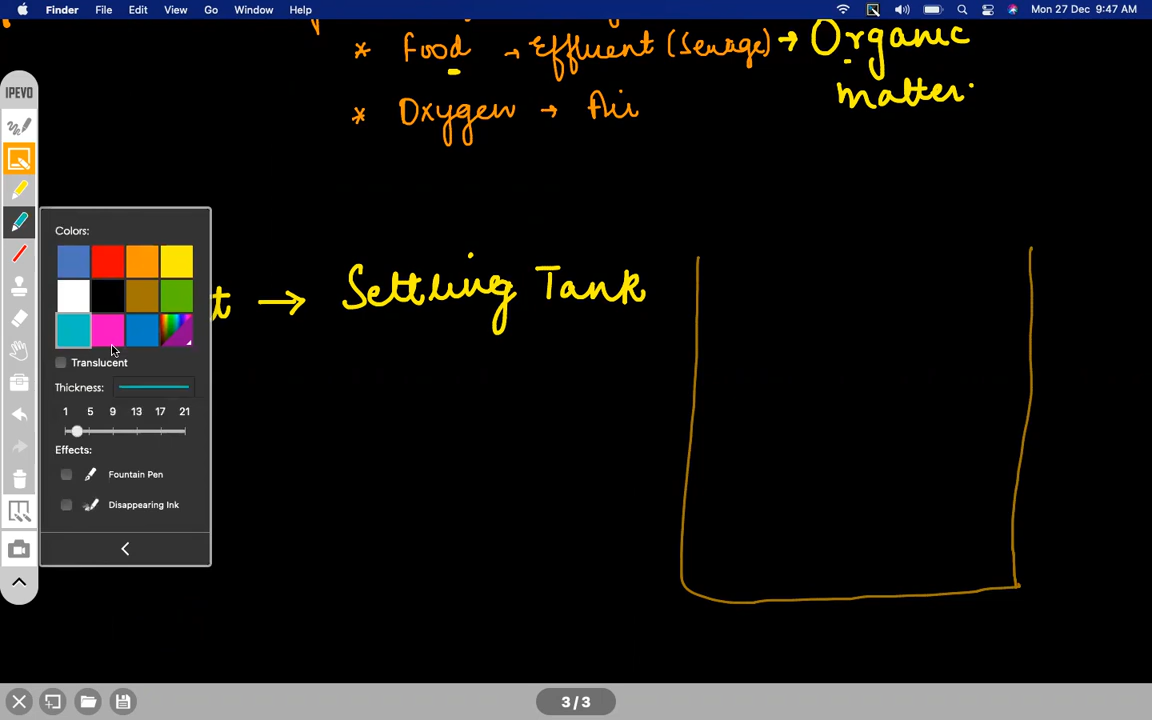 Finder File Edit View Go Window Help Mon 27 Dec 9:47 AM
* Food → Effluent (Sewage) → Organic
matter.
* Oxygen → Air
IPEVO
Colors:
t → Settling Tank
Translucent
Thickness:
1 5 9 13 17 21
Effects:
Fountain Pen
Disappearing Ink
3/3